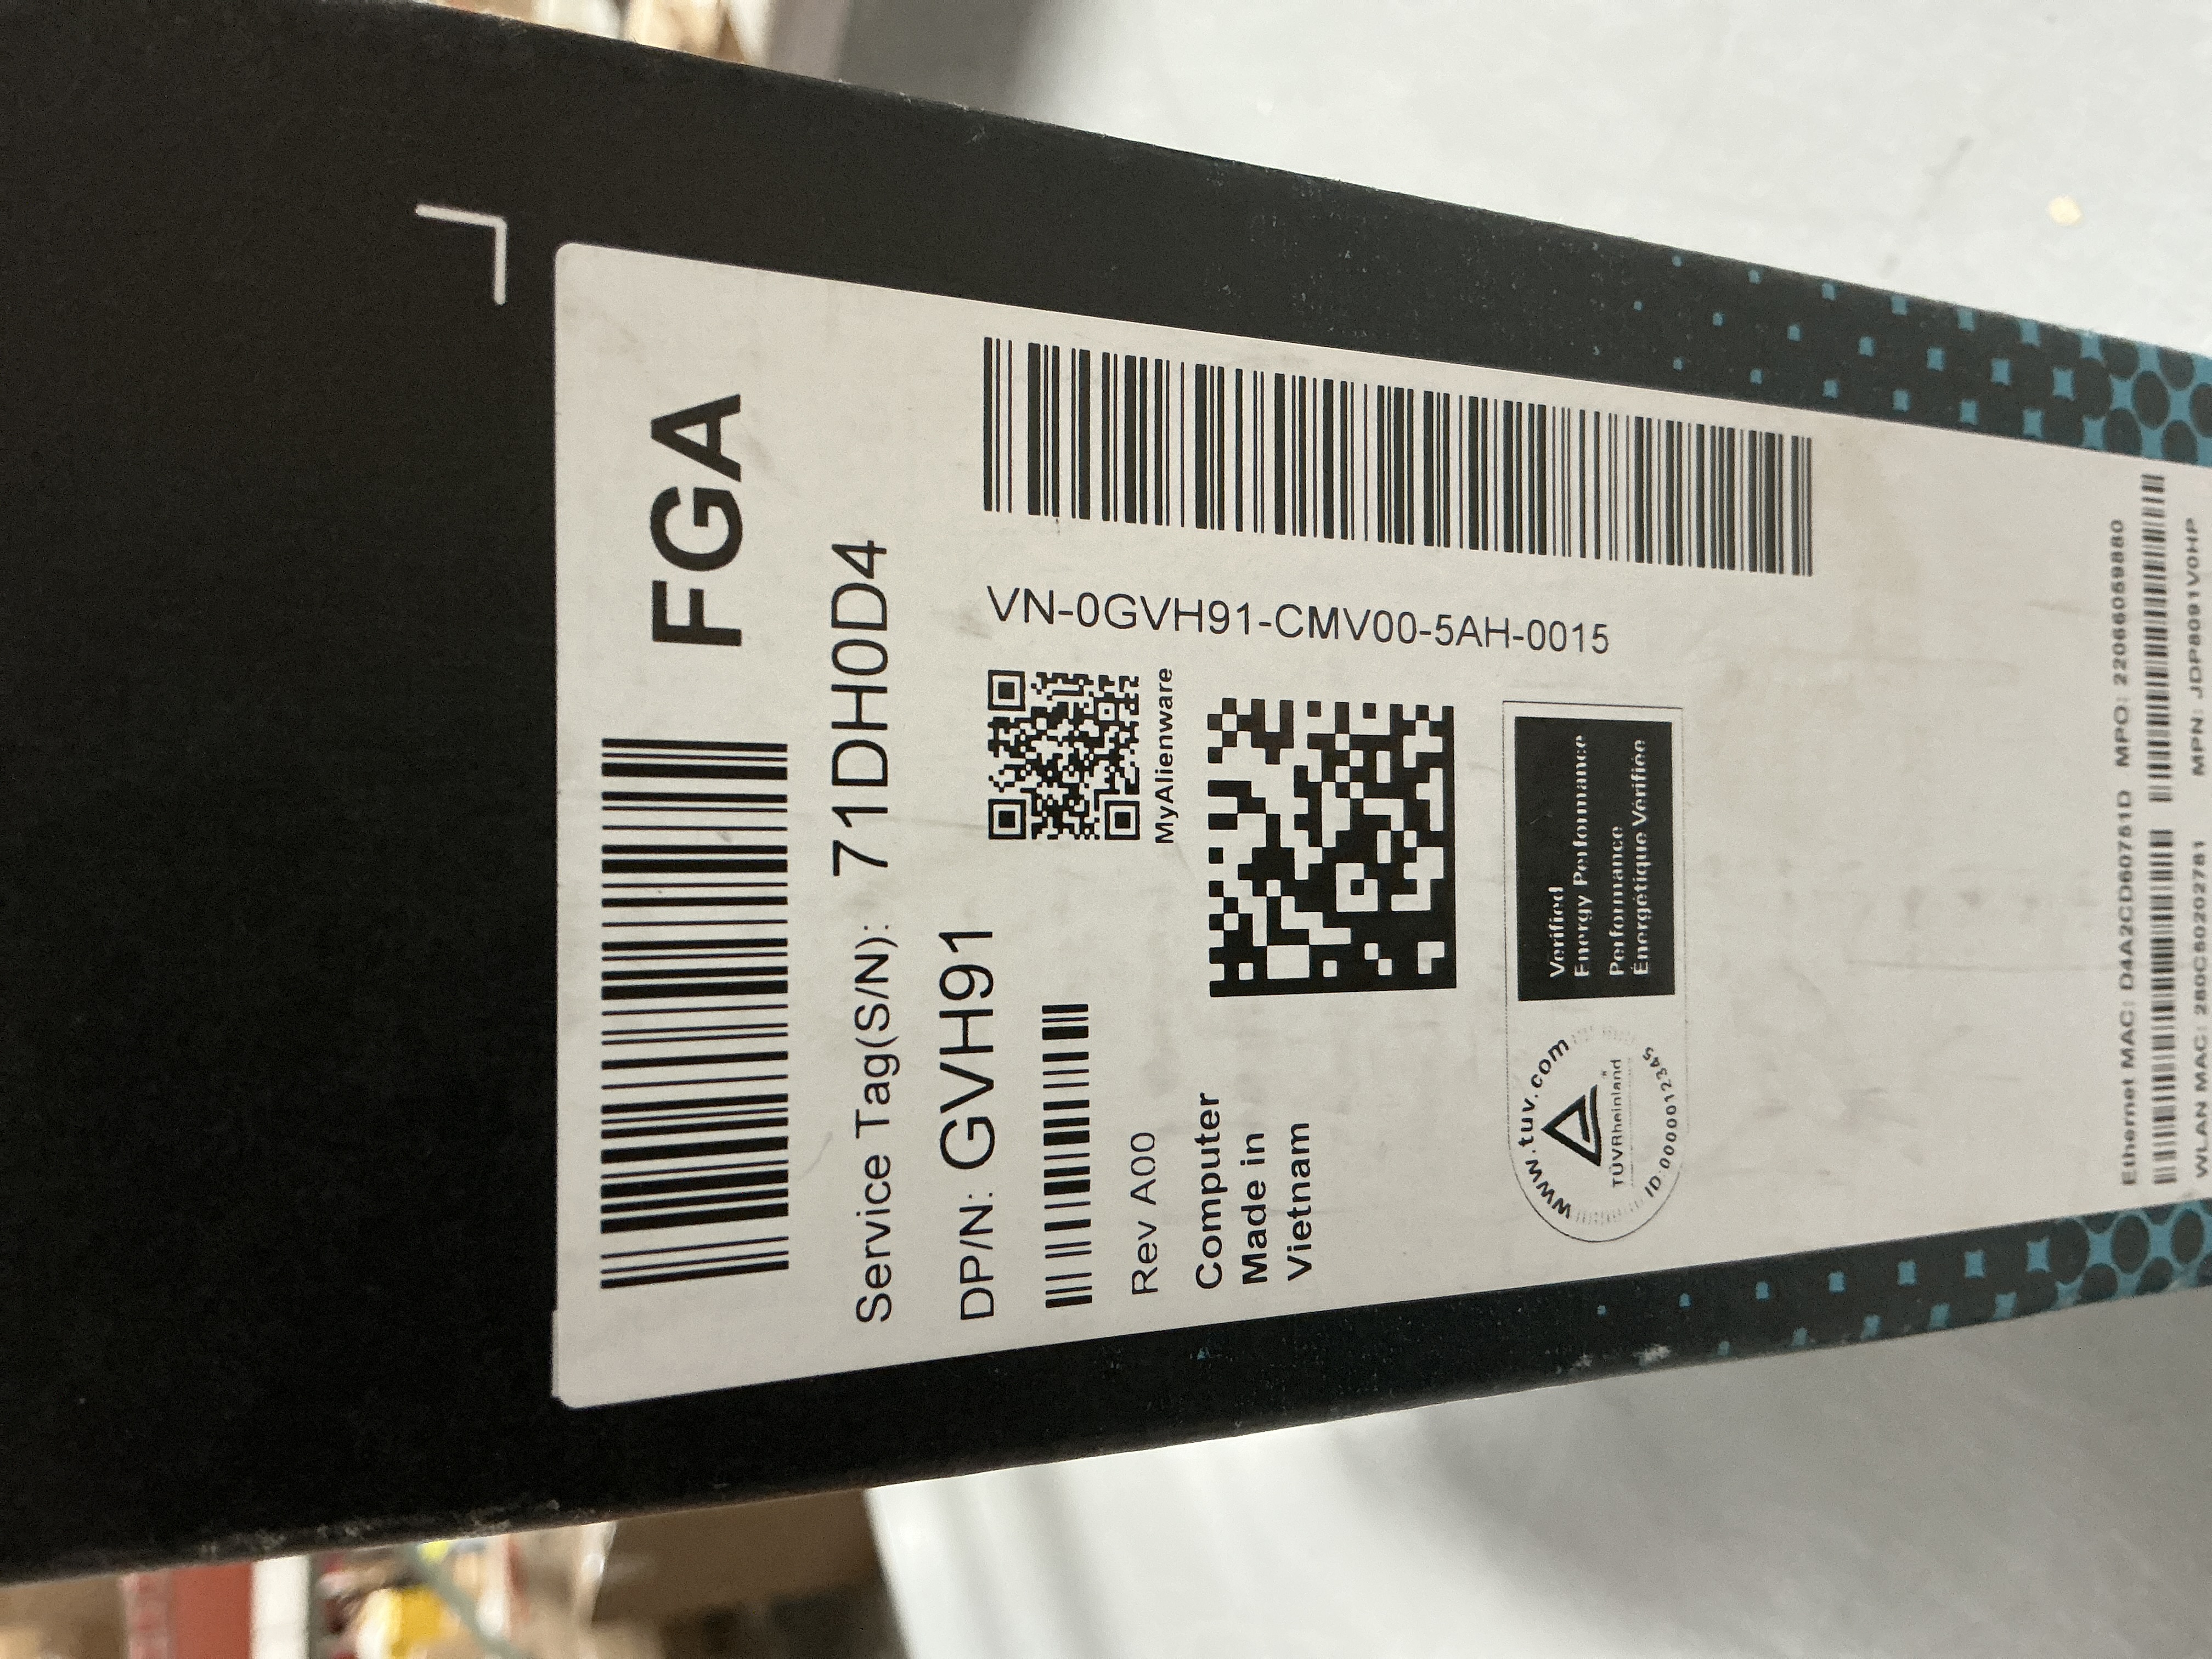 FGA
Service Tag(S/N): 71DH0D4
DP/N: GVH91
Rev A00
MyAlienware
VN-0GVH91-CMV00-5AH-0015
Computer
Made in
Vietnam
www.tuv.com
TÜVRheinland
ID:0000012345
Verified
Energy Performance
Performance
Énergétique Vérifiée
Ethernet MAC: D4A2CD60751D MPO: 22066059880
WLAN MAC: MPN: JDP8091V0HP